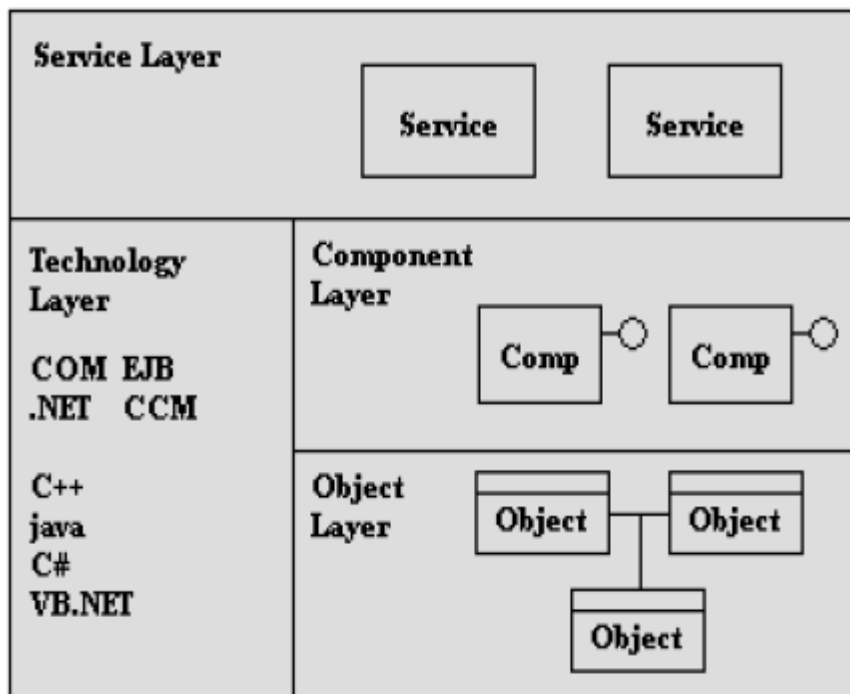 Service Layer
Service
Service
Technology
Layer
COM EJB
.NET CCM
C++
java
C#
VB.NET
Component
Layer
Comp
Comp
Object
Layer
Object
Object
Object